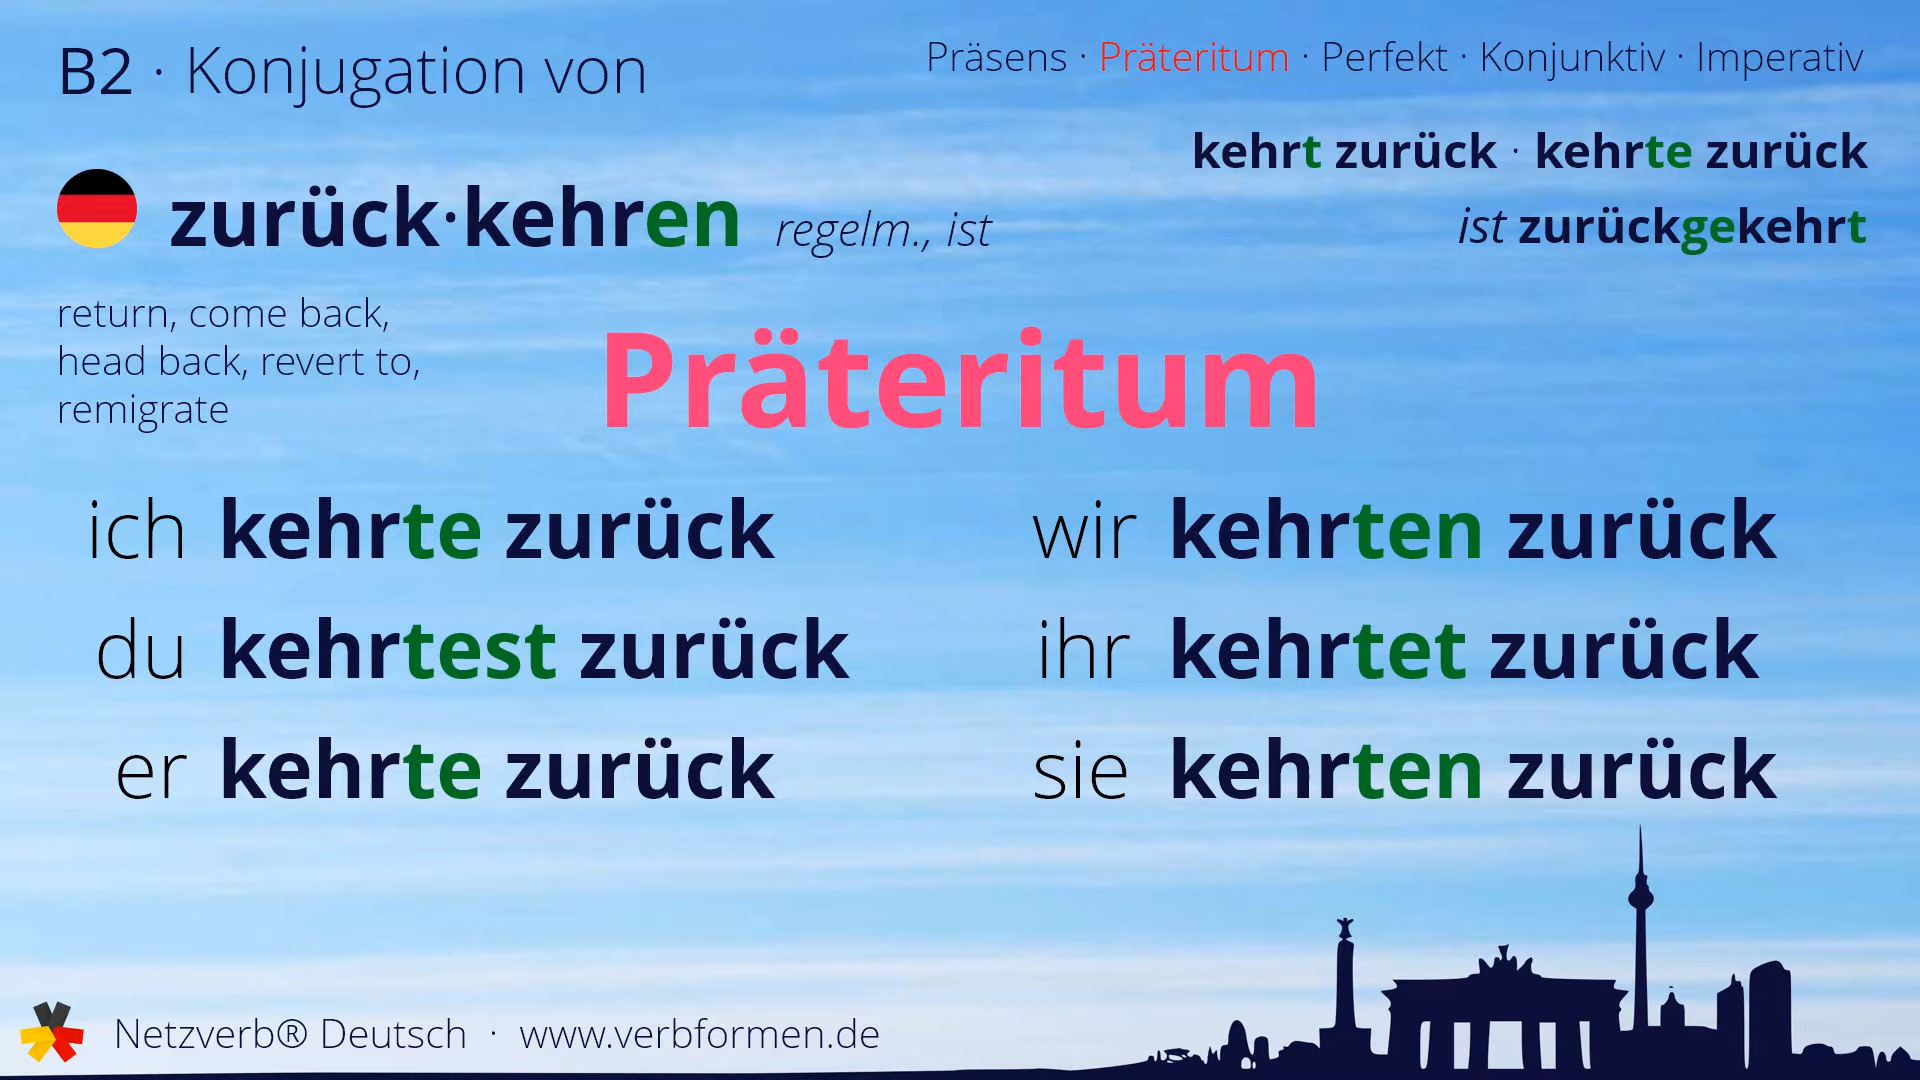 B2 · Konjugation von
Präsens · Präteritum · Perfekt · Konjunktiv · Imperativ
kehrt zurück · kehrte zurück
zurück·kehren regelm., ist
ist zurückgekehrt
return, come back,
head back, revert to,
remigrate
Präteritum
ich kehrte zurück
du kehrtest zurück
er kehrte zurück
wir kehrten zurück
ihr kehrtet zurück
sie kehrten zurück
Netzverb® Deutsch · www.verbformen.de